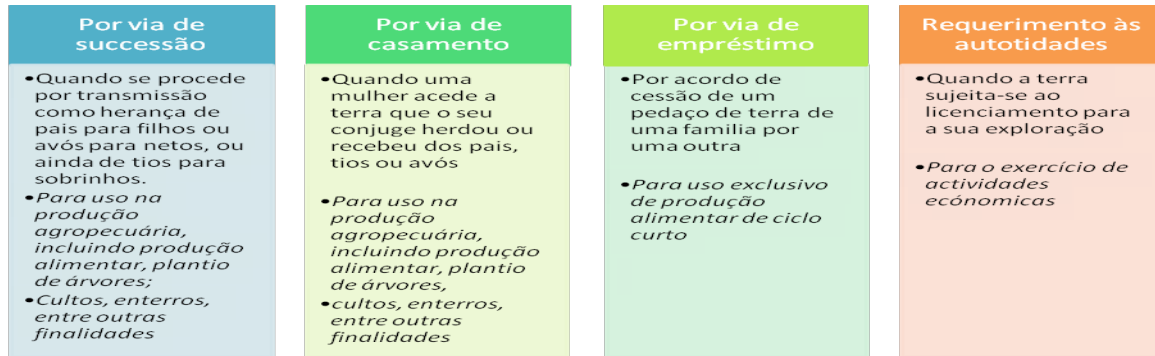 Por via de
successão
•Quando se procede
por transmissão
como herança de
pais para filhos ou
avós para netos, ou
ainda de tios para
sobrinhos.
•Para uso na
produção
agropecuária,
incluindo produção
alimentar, plantio
de árvores;
•Cultos, enterros,
entre outras
finalidades
Por via de
casamento
•Quando uma
mulher acede a
terra que o seu
conjuge herdou ou
recebeu dos pais,
tios ou avós
•Para uso na
produção
agropecuária,
incluindo produção
alimentar, plantio
de árvores,
•cultos, enterros,
entre outras
finalidades
Por via de
empréstimo
•Por acordo de
cessão de um
pedaço de terra de
uma familia por
uma outra
•Para uso exclusivo
de produção
alimentar de ciclo
curto
Requerimento às
autotidades
•Quando a terra
sujeita-se ao
licenciamento para
a sua exploração
•Para o exercício de
actividades
ecónomicas